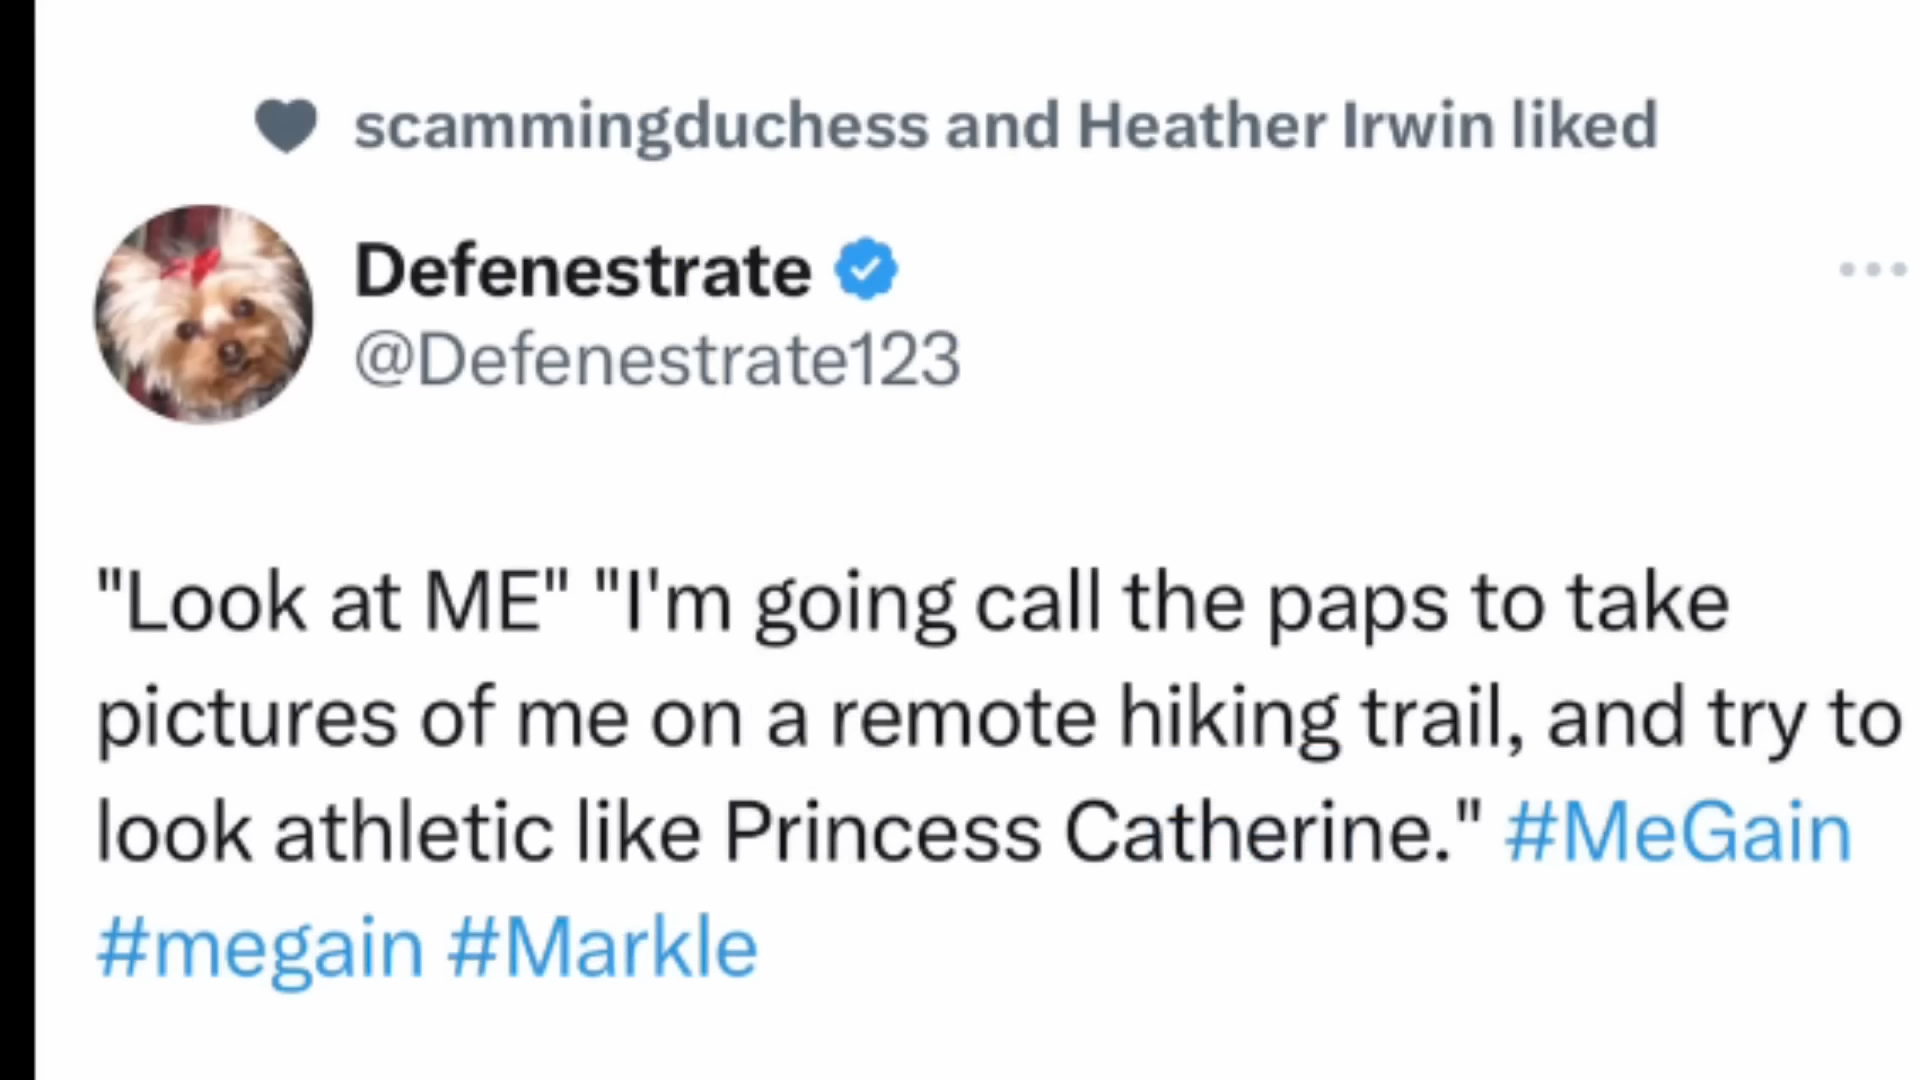 scammingduchess and Heather Irwin liked
Defenestrate
@Defenestrate123
"Look at ME" "I'm going call the paps to take
pictures of me on a remote hiking trail, and try to
look athletic like Princess Catherine." #MeGain
#megain #Markle